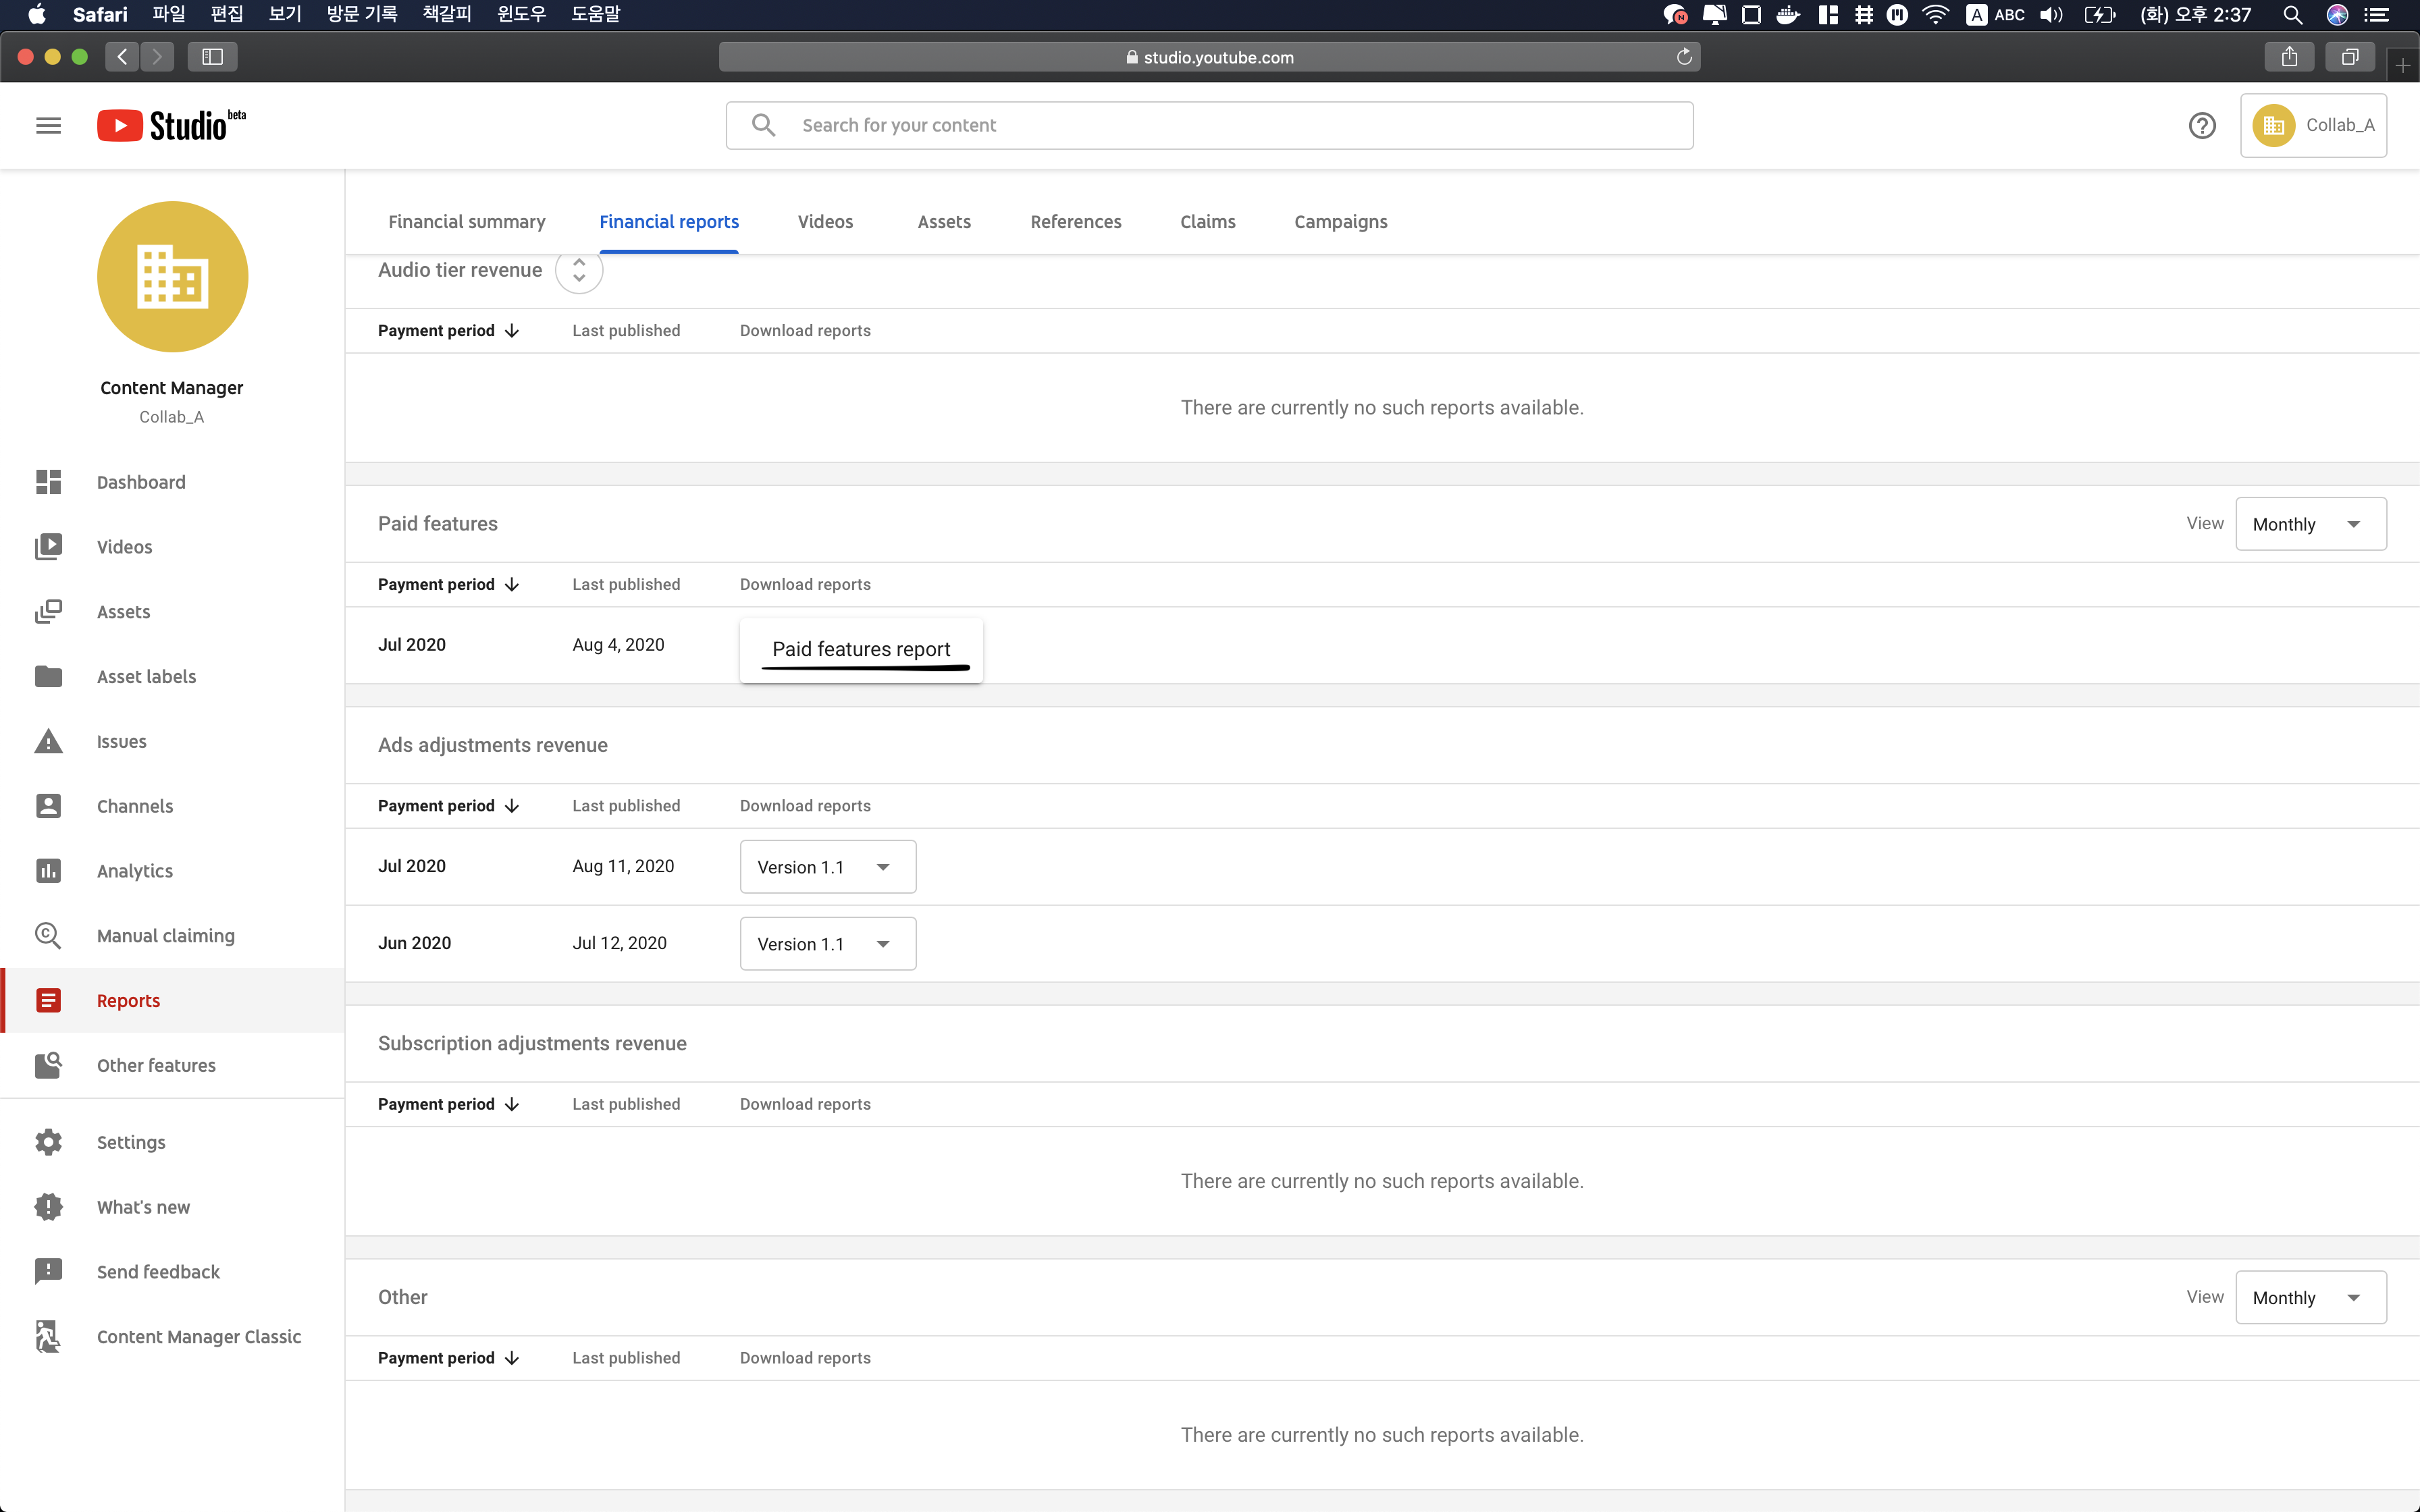 Safari 파일 편집 보기 방문 기록 책갈피 윈도우 도움말 A ABC (화) 오후 2:37
studio.youtube.com
Studio beta
Search for your content
Collab_A
Content Manager
Collab_A
Dashboard
Videos
Assets
Asset labels
Issues
Channels
Analytics
Manual claiming
Reports
Other features
Settings
What's new
Send feedback
Content Manager Classic
Financial summary Financial reports Videos Assets References Claims Campaigns
Audio tier revenue
Payment period Last published Download reports
There are currently no such reports available.
Paid features View Monthly
Payment period Last published Download reports
Jul 2020 Aug 4, 2020 Paid features report
Ads adjustments revenue
Payment period Last published Download reports
Jul 2020 Aug 11, 2020 Version 1.1
Jun 2020 Jul 12, 2020 Version 1.1
Subscription adjustments revenue
Payment period Last published Download reports
There are currently no such reports available.
Other View Monthly
Payment period Last published Download reports
There are currently no such reports available.